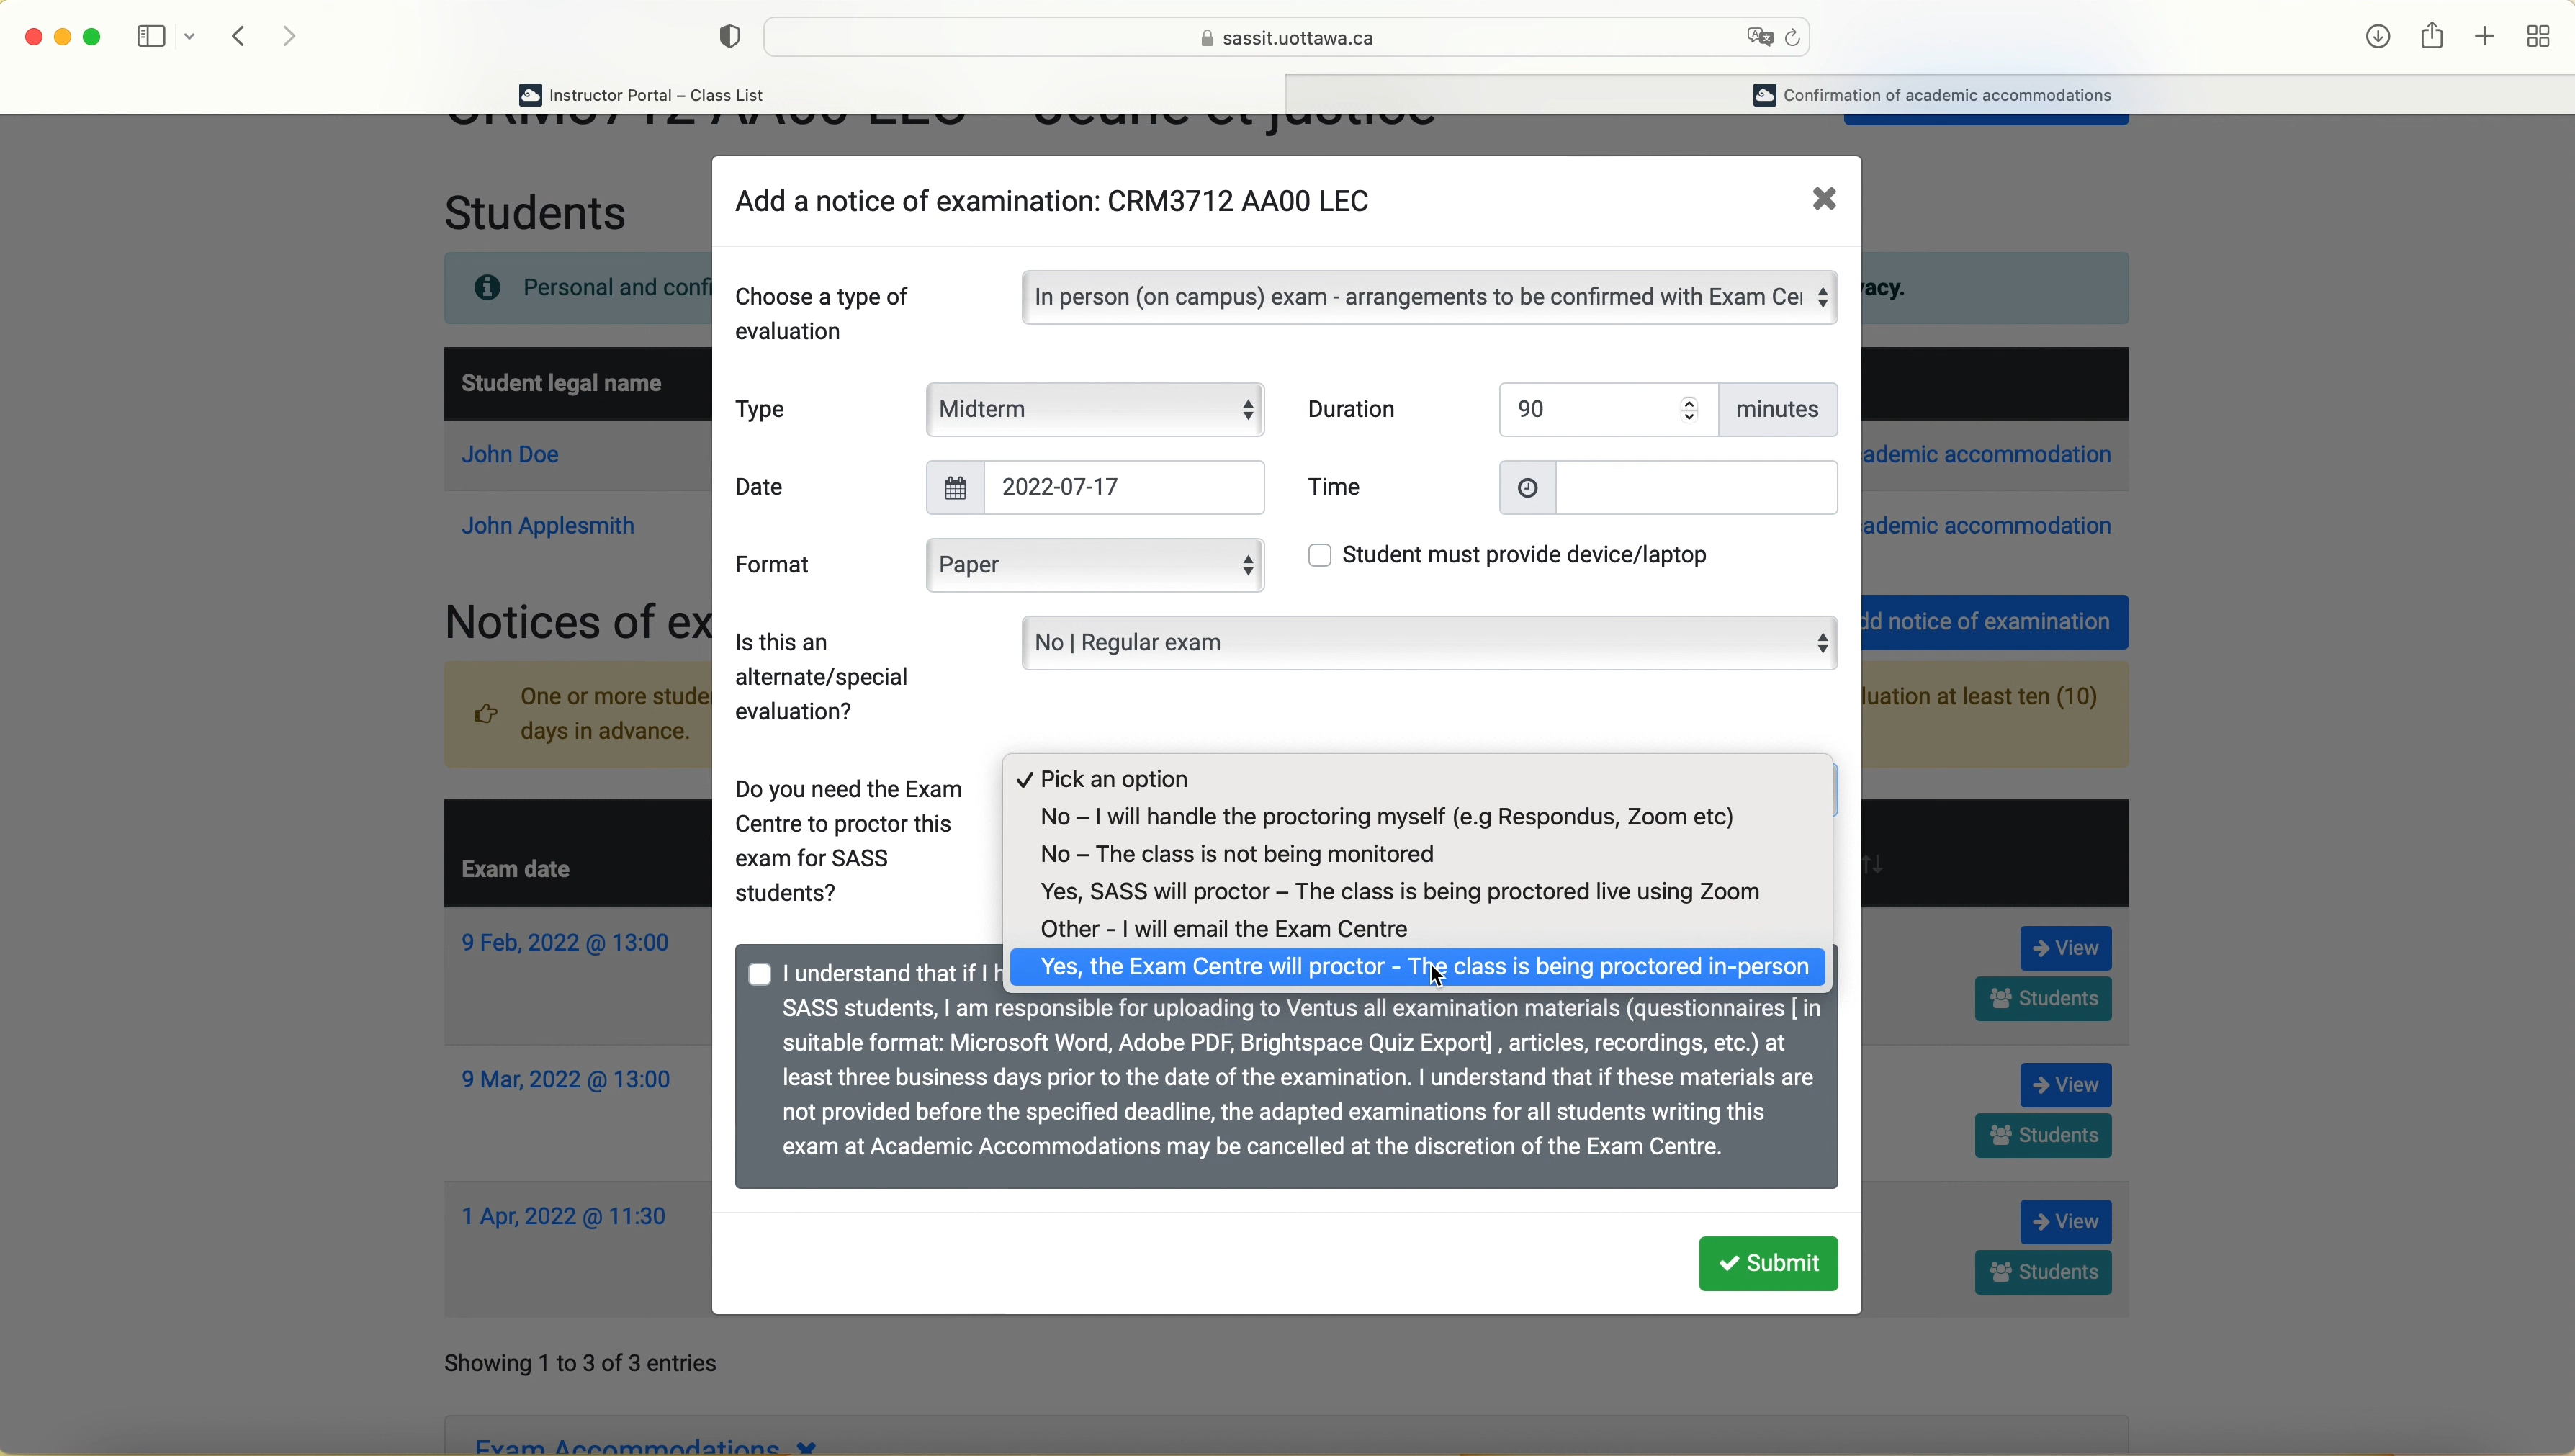 sassit.uottawa.ca
Instructor Portal – Class List
Confirmation of academic accommodations
CRM3712 AA00 LEC – Jeune et justice
Students
Personal and confi
acy.
Student legal name
John Doe
ademic accommodation
John Applesmith
ademic accommodation
Notices of ex
dd notice of examination
One or more stude
luation at least ten (10)
days in advance.
Exam date
9 Feb, 2022 @ 13:00
View
Students
9 Mar, 2022 @ 13:00
View
Students
1 Apr, 2022 @ 11:30
View
Students
Showing 1 to 3 of 3 entries
Exam Accommodations
Add a notice of examination: CRM3712 AA00 LEC
Choose a type of
evaluation
In person (on campus) exam - arrangements to be confirmed with Exam Cei
Type
Midterm
Duration
90
minutes
Date
2022-07-17
Time
Format
Paper
Student must provide device/laptop
Is this an
alternate/special
evaluation?
No | Regular exam
Do you need the Exam
Centre to proctor this
exam for SASS
students?
✓ Pick an option
No – I will handle the proctoring myself (e.g Respondus, Zoom etc)
No – The class is not being monitored
Yes, SASS will proctor – The class is being proctored live using Zoom
Other - I will email the Exam Centre
Yes, the Exam Centre will proctor - The class is being proctored in-person
I understand that if I h
SASS students, I am responsible for uploading to Ventus all examination materials (questionnaires [ in
suitable format: Microsoft Word, Adobe PDF, Brightspace Quiz Export] , articles, recordings, etc.) at
least three business days prior to the date of the examination. I understand that if these materials are
not provided before the specified deadline, the adapted examinations for all students writing this
exam at Academic Accommodations may be cancelled at the discretion of the Exam Centre.
Submit